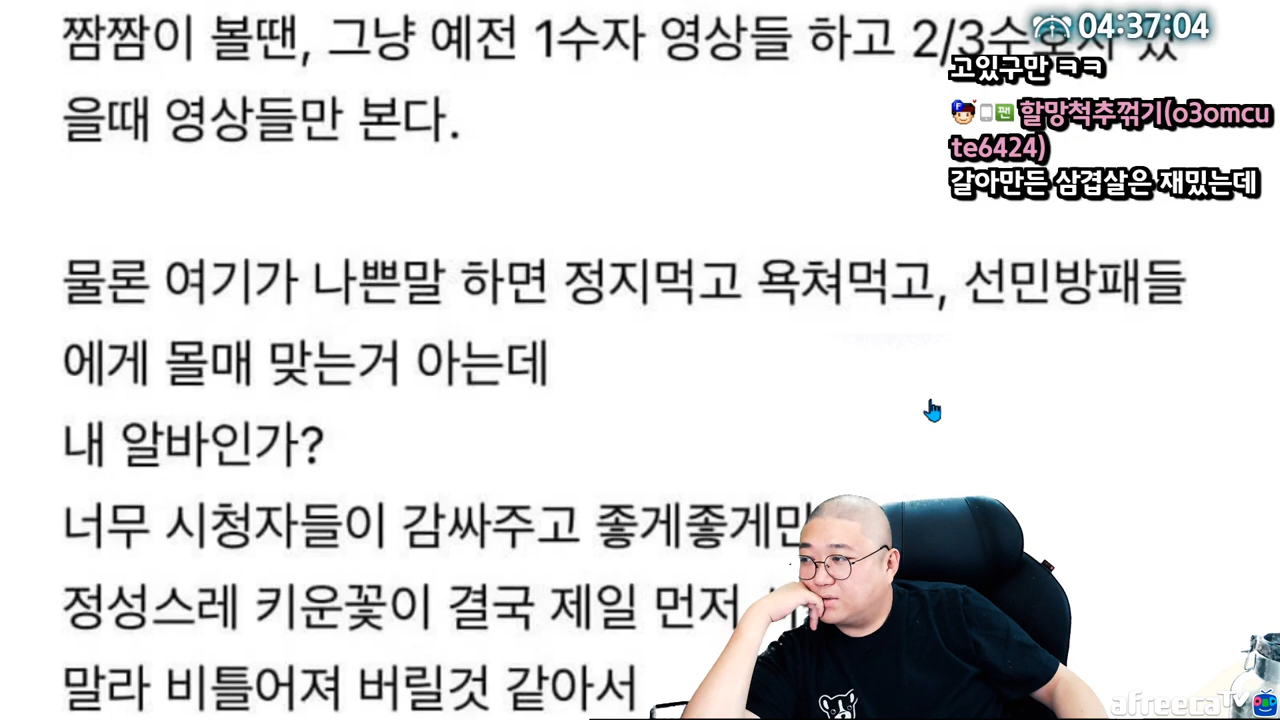 짬짬이 볼땐, 그냥 예전 1수자 영상들 하고
을때 영상들만 본다.
물론 여기가 나쁜말 하면 정지먹고 욕쳐먹고, 선민방패들
에게 몰매 맞는거 아는데
내 알바인가?
너무 시청자들이 감싸주고 좋게좋게만
정성스레 키운꽃이 결국 제일 먼저
말라 비틀어져 버릴것 같아서
04:37:04
고있구만 ㅋㅋ
팬 할망척추꺾기(o3omcu
te6424)
갈아만든 삼겹살은 재밌는데
afreecaTV